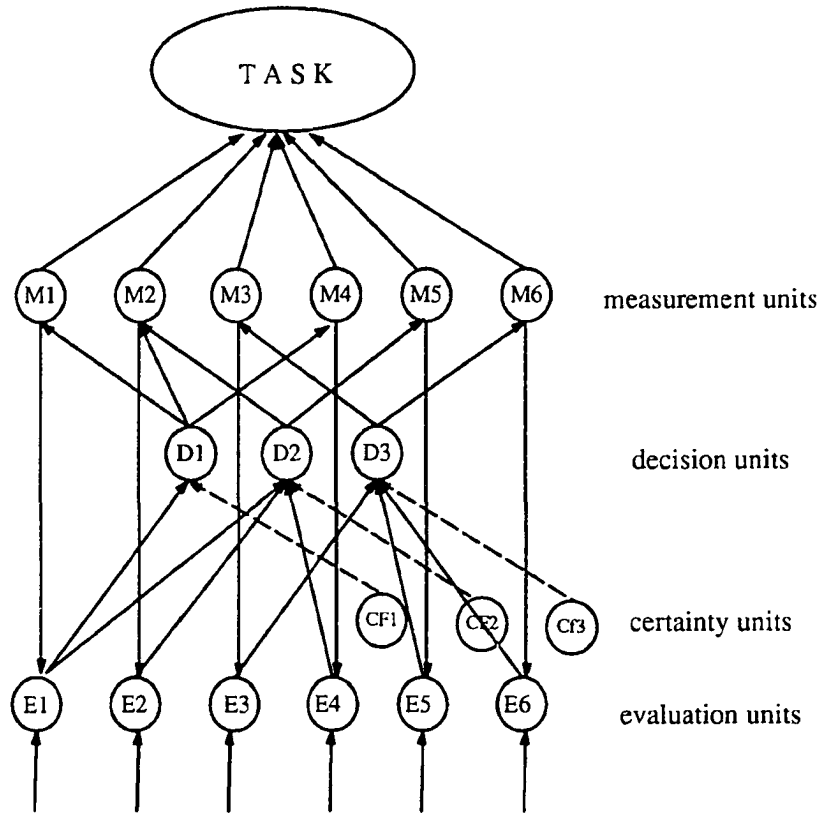 T A S K
M1 M2 M3 M4 M5 M6 measurement units
D1 D2 D3 decision units
CF1 CF2 Cf3 certainty units
E1 E2 E3 E4 E5 E6 evaluation units